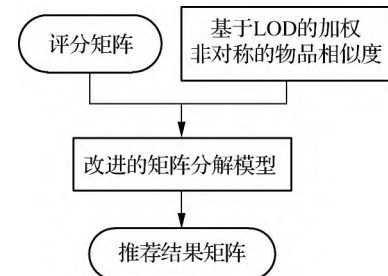 评分矩阵
基于LOD的加权
非对称的物品相似度
改进的矩阵分解模型
推荐结果矩阵